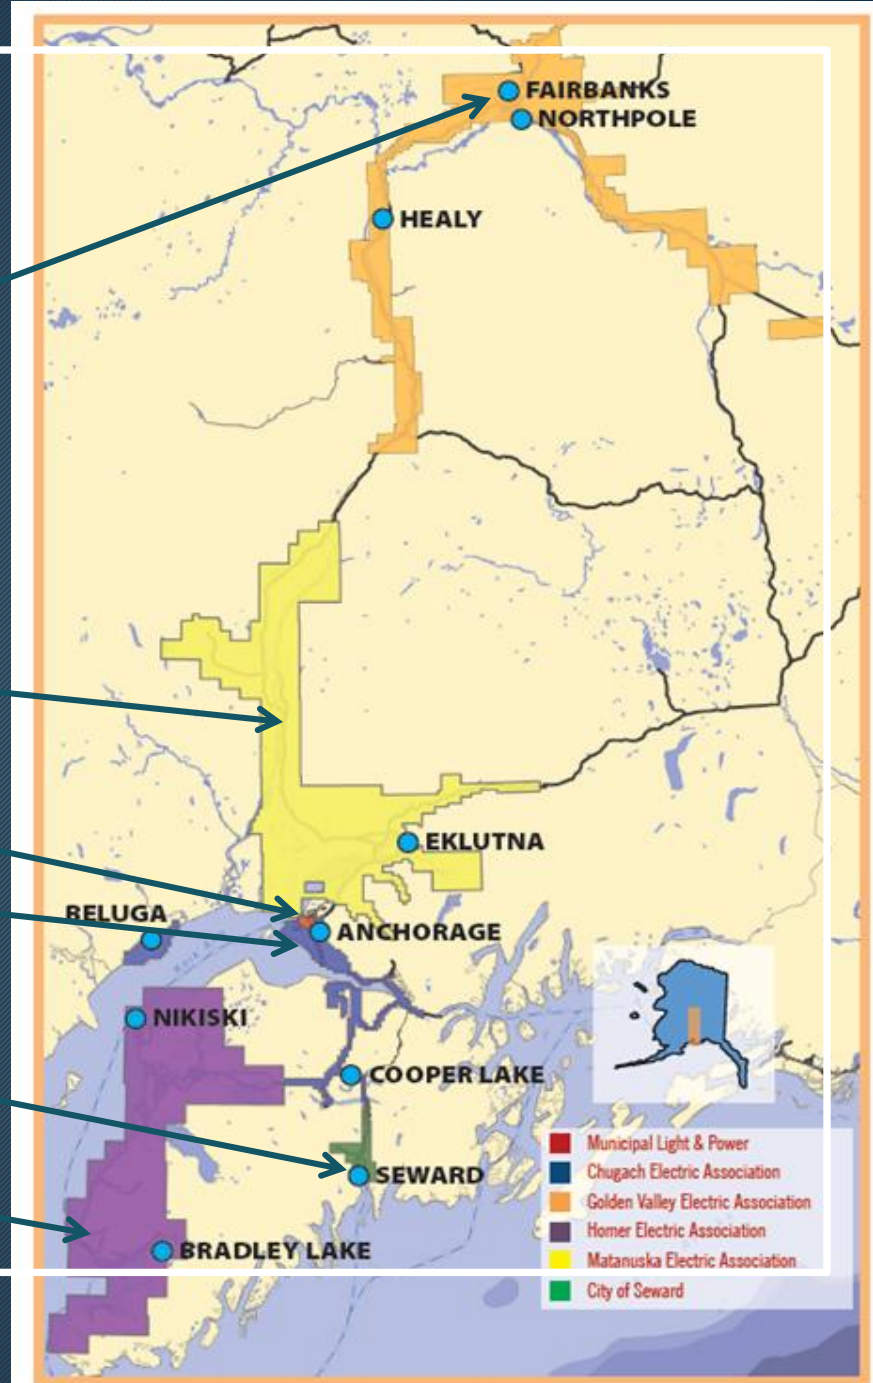 FAIRBANKS
NORTHPOLE
HEALY
EKLUTNA
BELUGA
ANCHORAGE
NIKISKI
COOPER LAKE
SEWARD
BRADLEY LAKE
Municipal Light & Power
Chugach Electric Association
Golden Valley Electric Association
Homer Electric Association
Matanuska Electric Association
City of Seward